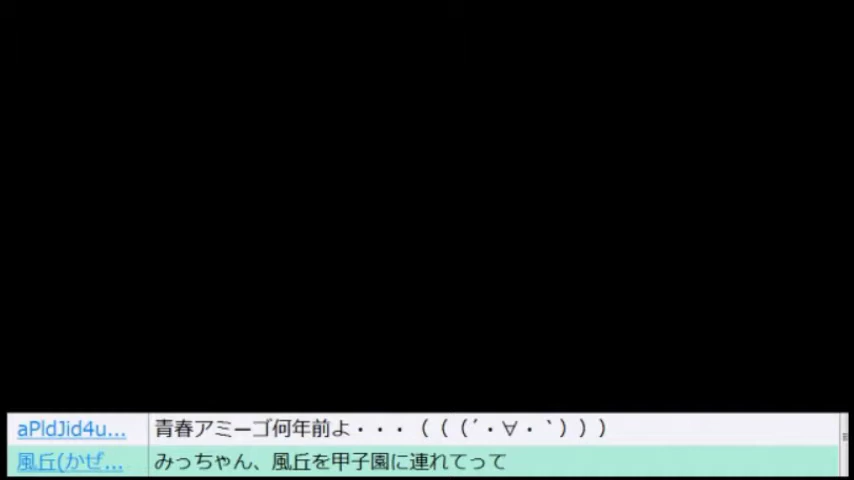 aPldJid4u... 青春アミーゴ何年前よ・・・（（（´・∀・｀）））
風丘(かぜ... みっちゃん、風丘を甲子園に連れてって